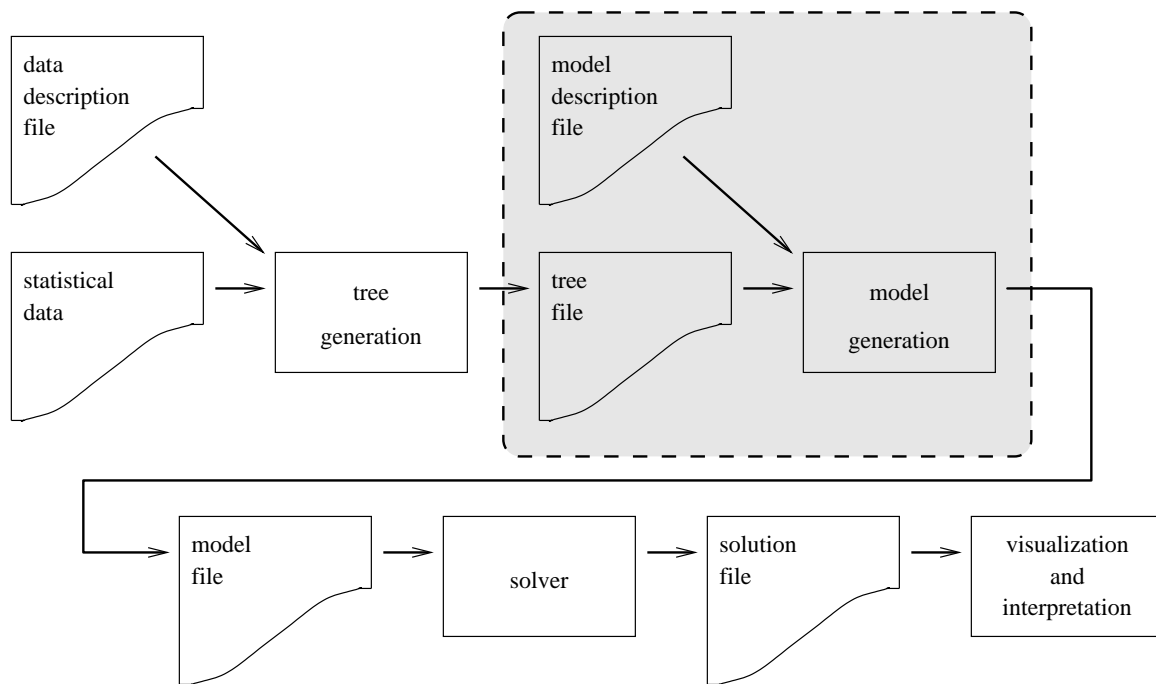 data
description
file
model
description
file
statistical
data
tree
generation
tree
file
model
generation
model
file
solver
solution
file
visualization
and
interpretation